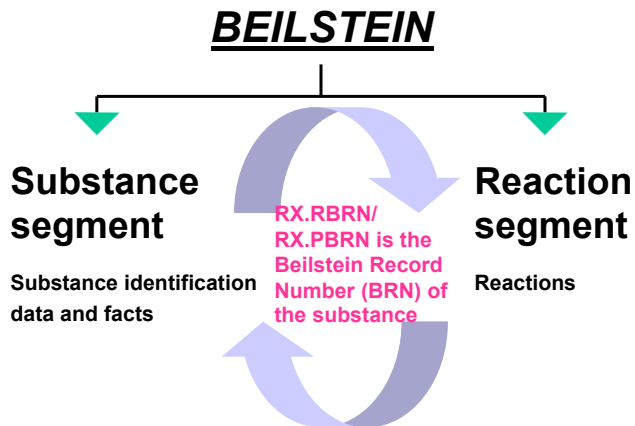 BEILSTEIN
Substance
segment
Substance identification
data and facts
RX.RBRN/
RX.PBRN is the
Beilstein Record
Number (BRN) of
the substance
Reaction
segment
Reactions